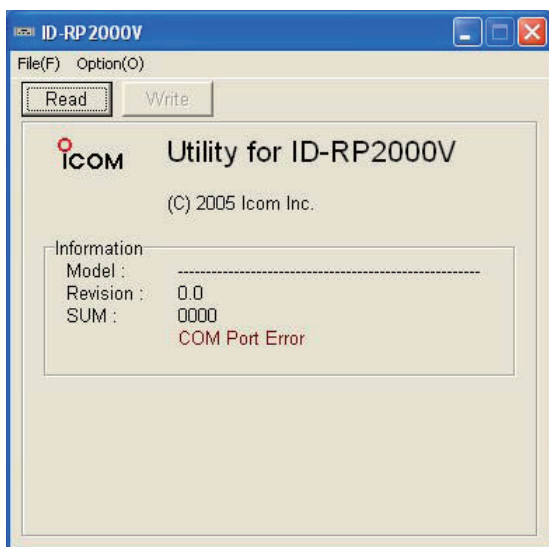 ID-RP2000V
File(F) Option(O)
Read Write
ICOM Utility for ID-RP2000V
(C) 2005 Icom Inc.
Information
Model : ------------------------------------------------------
Revision : 0.0
SUM : 0000
COM Port Error